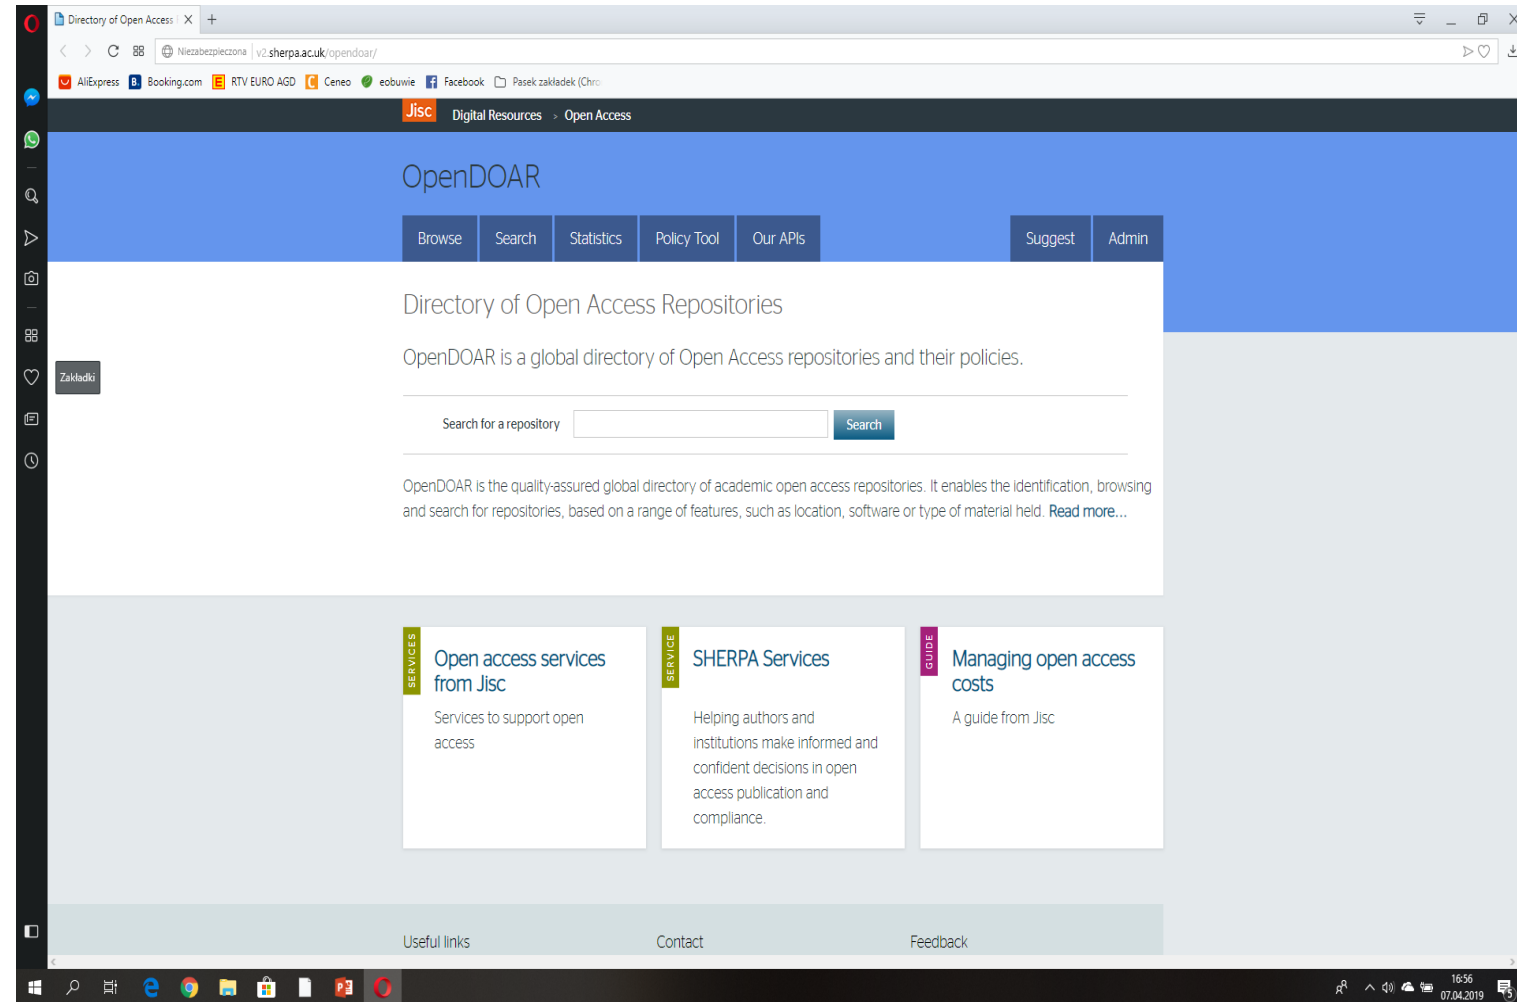 Directory of Open Access
Niezabezpieczona v2.sherpa.ac.uk/opendoar/
AliExpress B. Booking.com E RTV EURO AGD Ceneo eobuwie Facebook Pasek zakładek (Chro
Jisc Digital Resources > Open Access
OpenDOAR
Browse Search Statistics Policy Tool Our APIs Suggest Admin
Directory of Open Access Repositories
OpenDOAR is a global directory of Open Access repositories and their policies.
Zakładki
Search for a repository Search
OpenDOAR is the quality-assured global directory of academic open access repositories. It enables the identification, browsing
and search for repositories, based on a range of features, such as location, software or type of material held. Read more...
SERVICES
Open access services
from Jisc
Services to support open
access
SERVICE
SHERPA Services
Helping authors and
institutions make informed and
confident decisions in open
access publication and
compliance.
GUIDE
Managing open access
costs
A guide from Jisc
Useful links Contact Feedback
16:56
07.04.2019
5